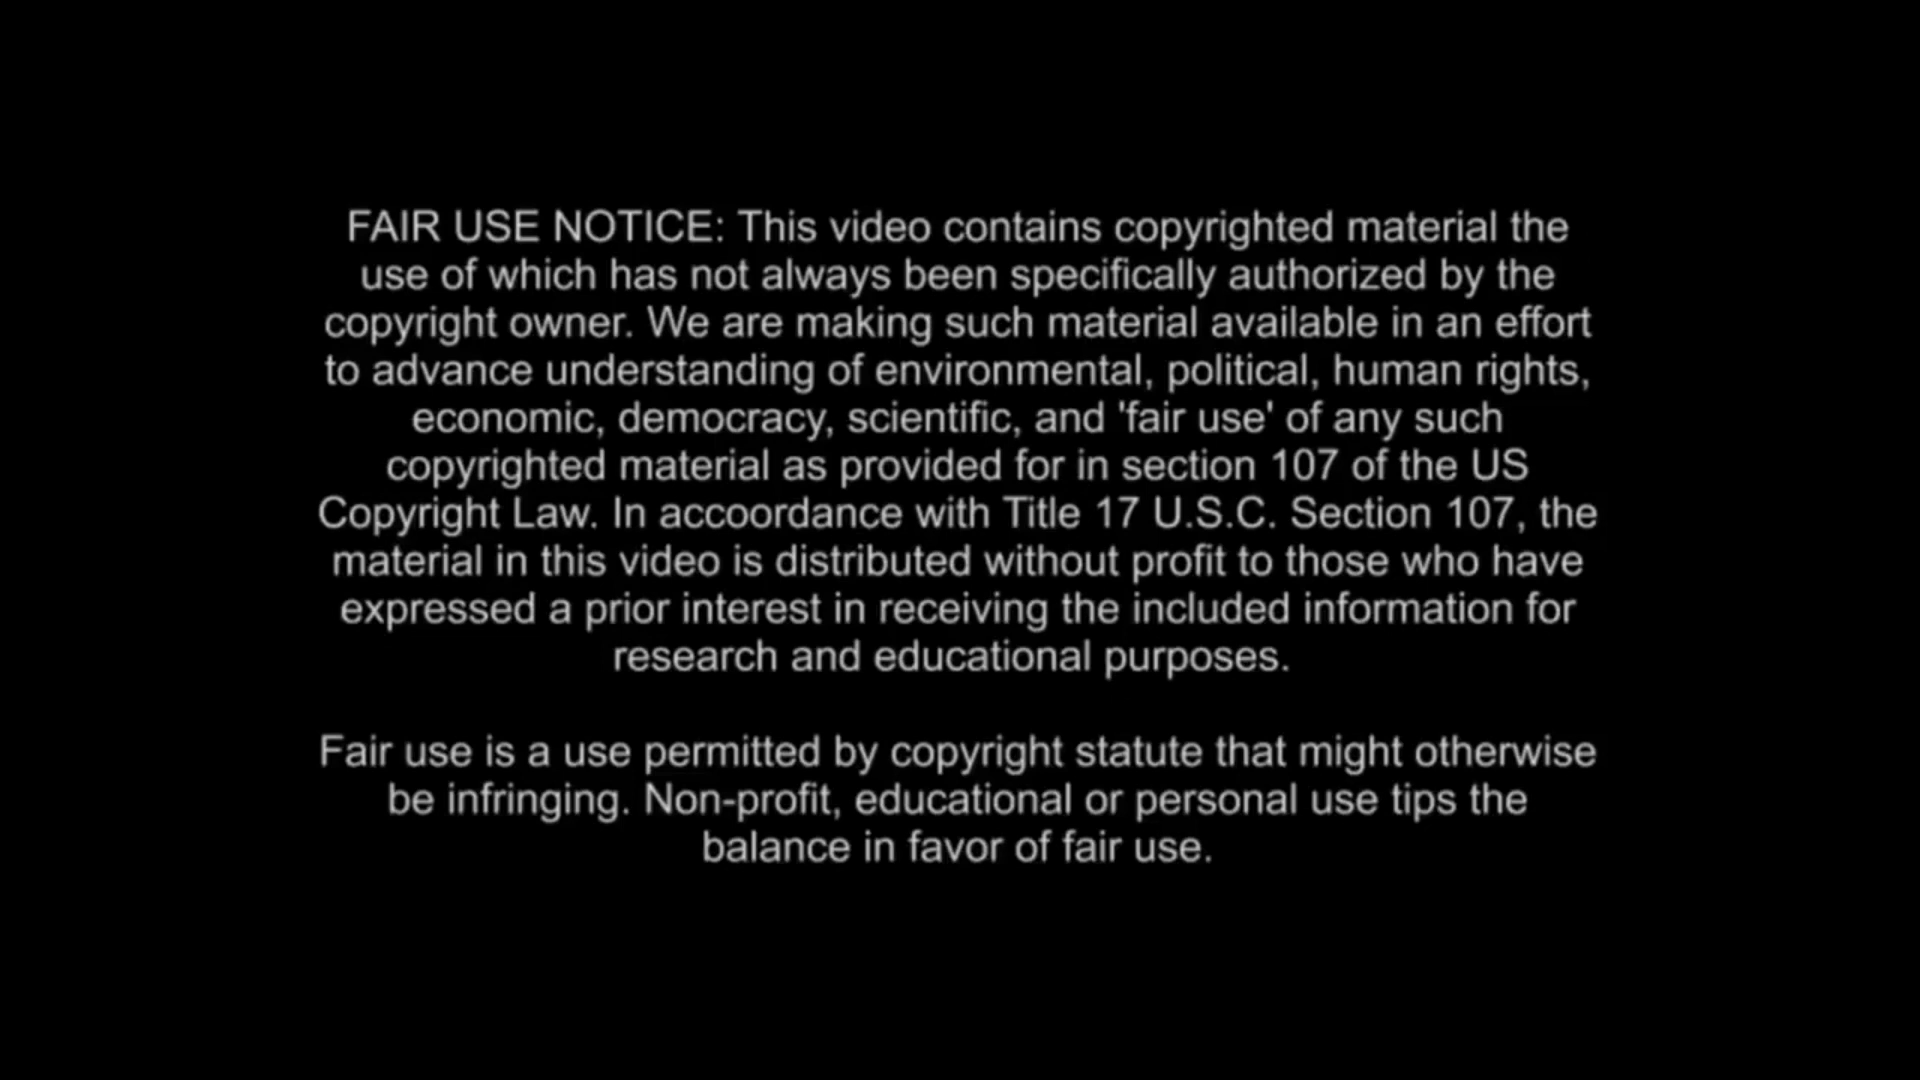 FAIR USE NOTICE: This video contains copyrighted material the
use of which has not always been specifically authorized by the
copyright owner. We are making such material available in an effort
to advance understanding of environmental, political, human rights,
economic, democracy, scientific, and 'fair use' of any such
copyrighted material as provided for in section 107 of the US
Copyright Law. In accoordance with Title 17 U.S.C. Section 107, the
material in this video is distributed without profit to those who have
expressed a prior interest in receiving the included information for
research and educational purposes.
Fair use is a use permitted by copyright statute that might otherwise
be infringing. Non-profit, educational or personal use tips the
balance in favor of fair use.